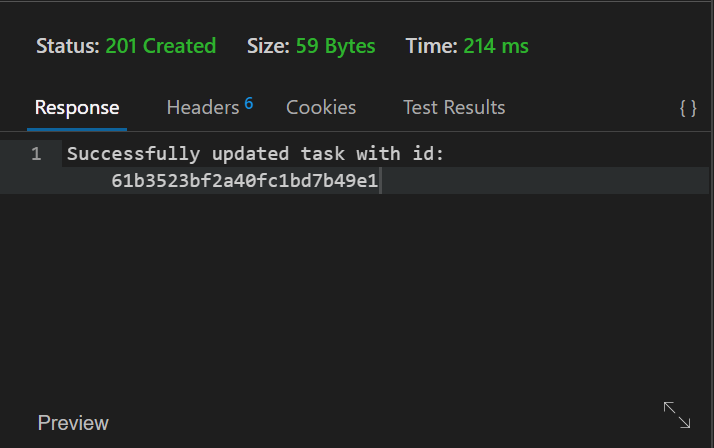 Status: 201 Created Size: 59 Bytes Time: 214 ms
Response Headers 6 Cookies Test Results { }
1 Successfully updated task with id:
61b3523bf2a40fc1bd7b49e1
Preview